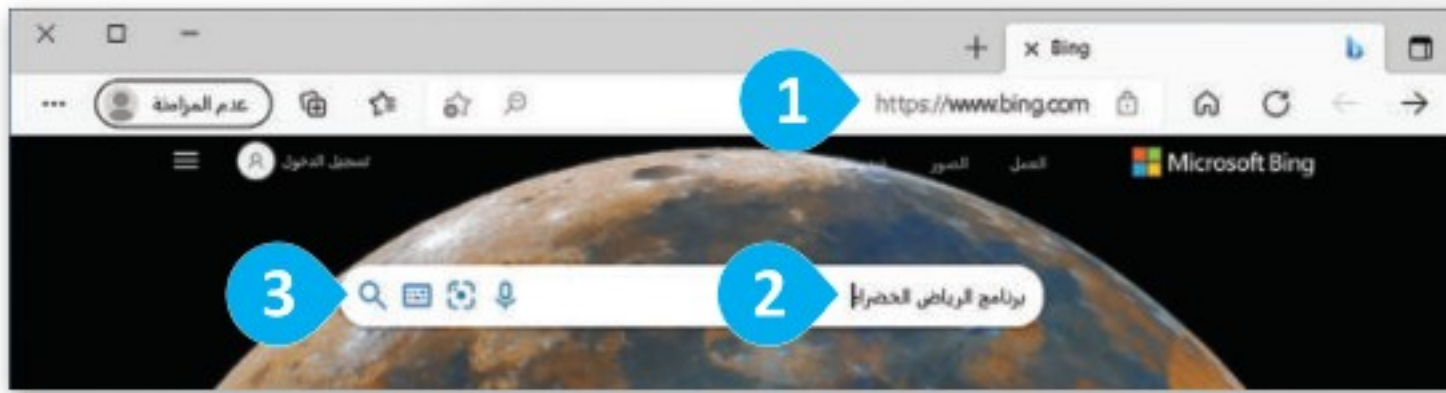 Bing
https://www.bing.com
عدم المزامنة
1
Microsoft Bing
العمل
الصور
تسجيل الدخول
برنامج الرياض الخضراء
2
3